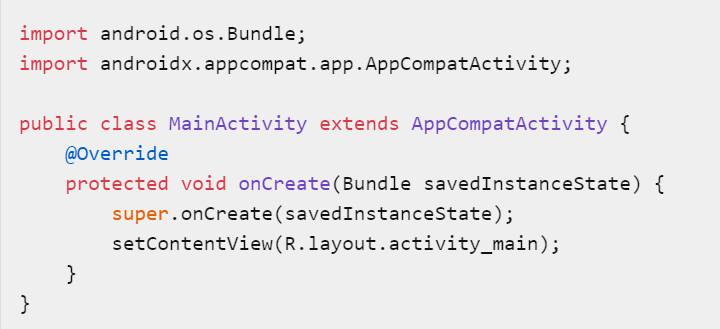 import android.os.Bundle;
import androidx.appcompat.app.AppCompatActivity;
public class MainActivity extends AppCompatActivity {
@Override
protected void onCreate(Bundle savedInstanceState) {
super.onCreate(savedInstanceState);
setContentView(R.layout.activity_main);
}
}